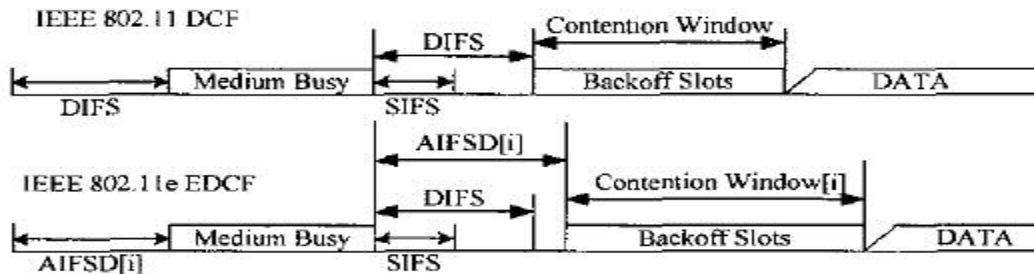 IEEE 802.11 DCF
DIFS
Contention Window
Medium Busy
Backoff Slots
DATA
DIFS
SIFS
AIFSD[i]
IEEE 802.11e EDCF
DIFS
Contention Window[i]
Medium Busy
Backoff Slots
DATA
AIFSD[i]
SIFS